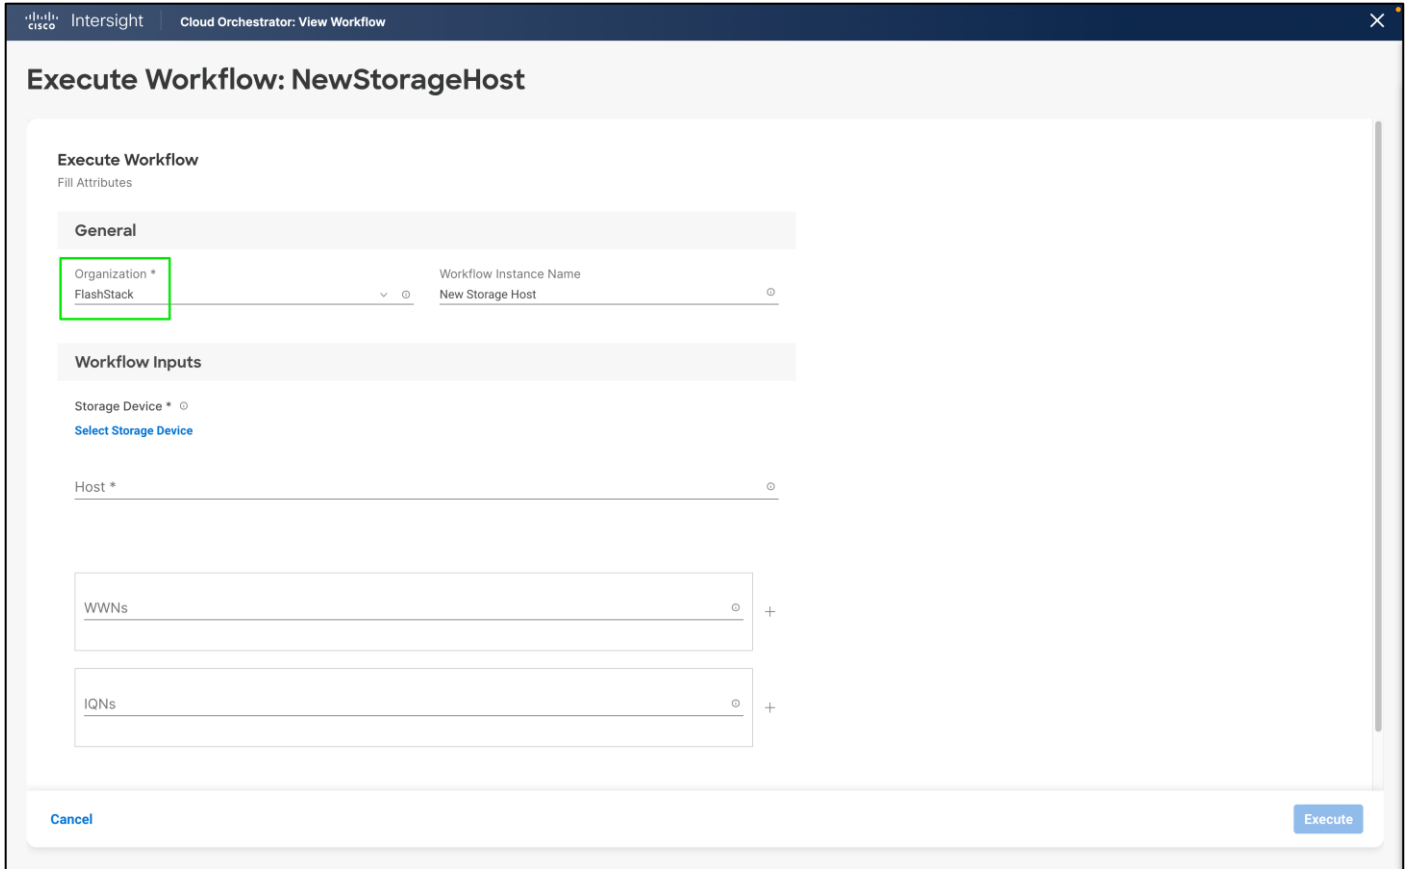 cisco Intersight Cloud Orchestrator: View Workflow
Execute Workflow: NewStorageHost
Execute Workflow
Fill Attributes
General
Organization * Workflow Instance Name
FlashStack New Storage Host
Workflow Inputs
Storage Device *
Select Storage Device
Host *
WWNs
IQNs
Cancel Execute